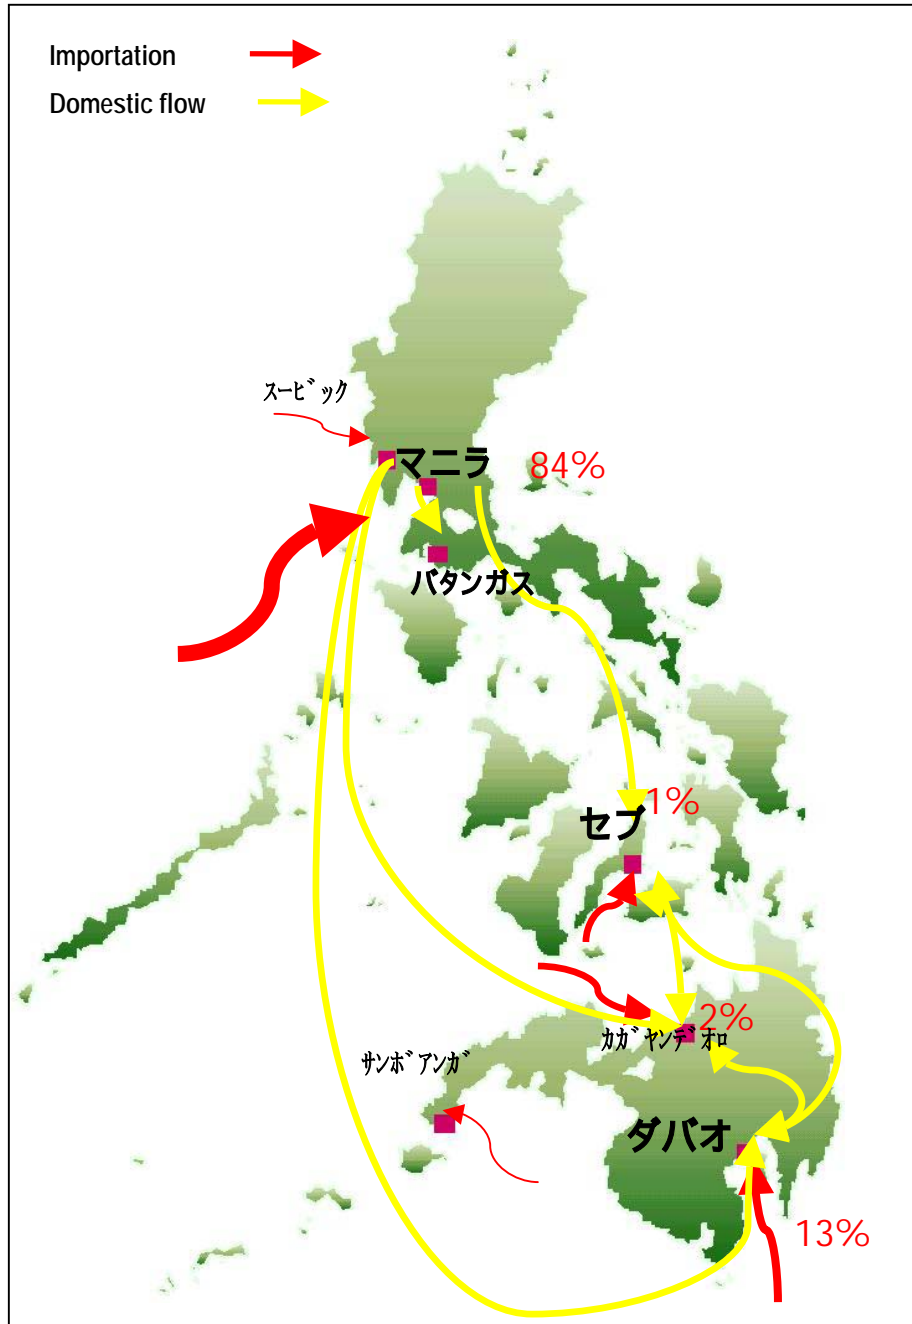 Importation
Domestic flow
ｽｰﾋﾞｯｸ
マニラ
84%
バタンガス
1%
セブ
2%
ｶｶﾞﾔﾝﾃﾞｵﾛ
ｻﾝﾎﾞｱﾝｶﾞ
ダバオ
13%